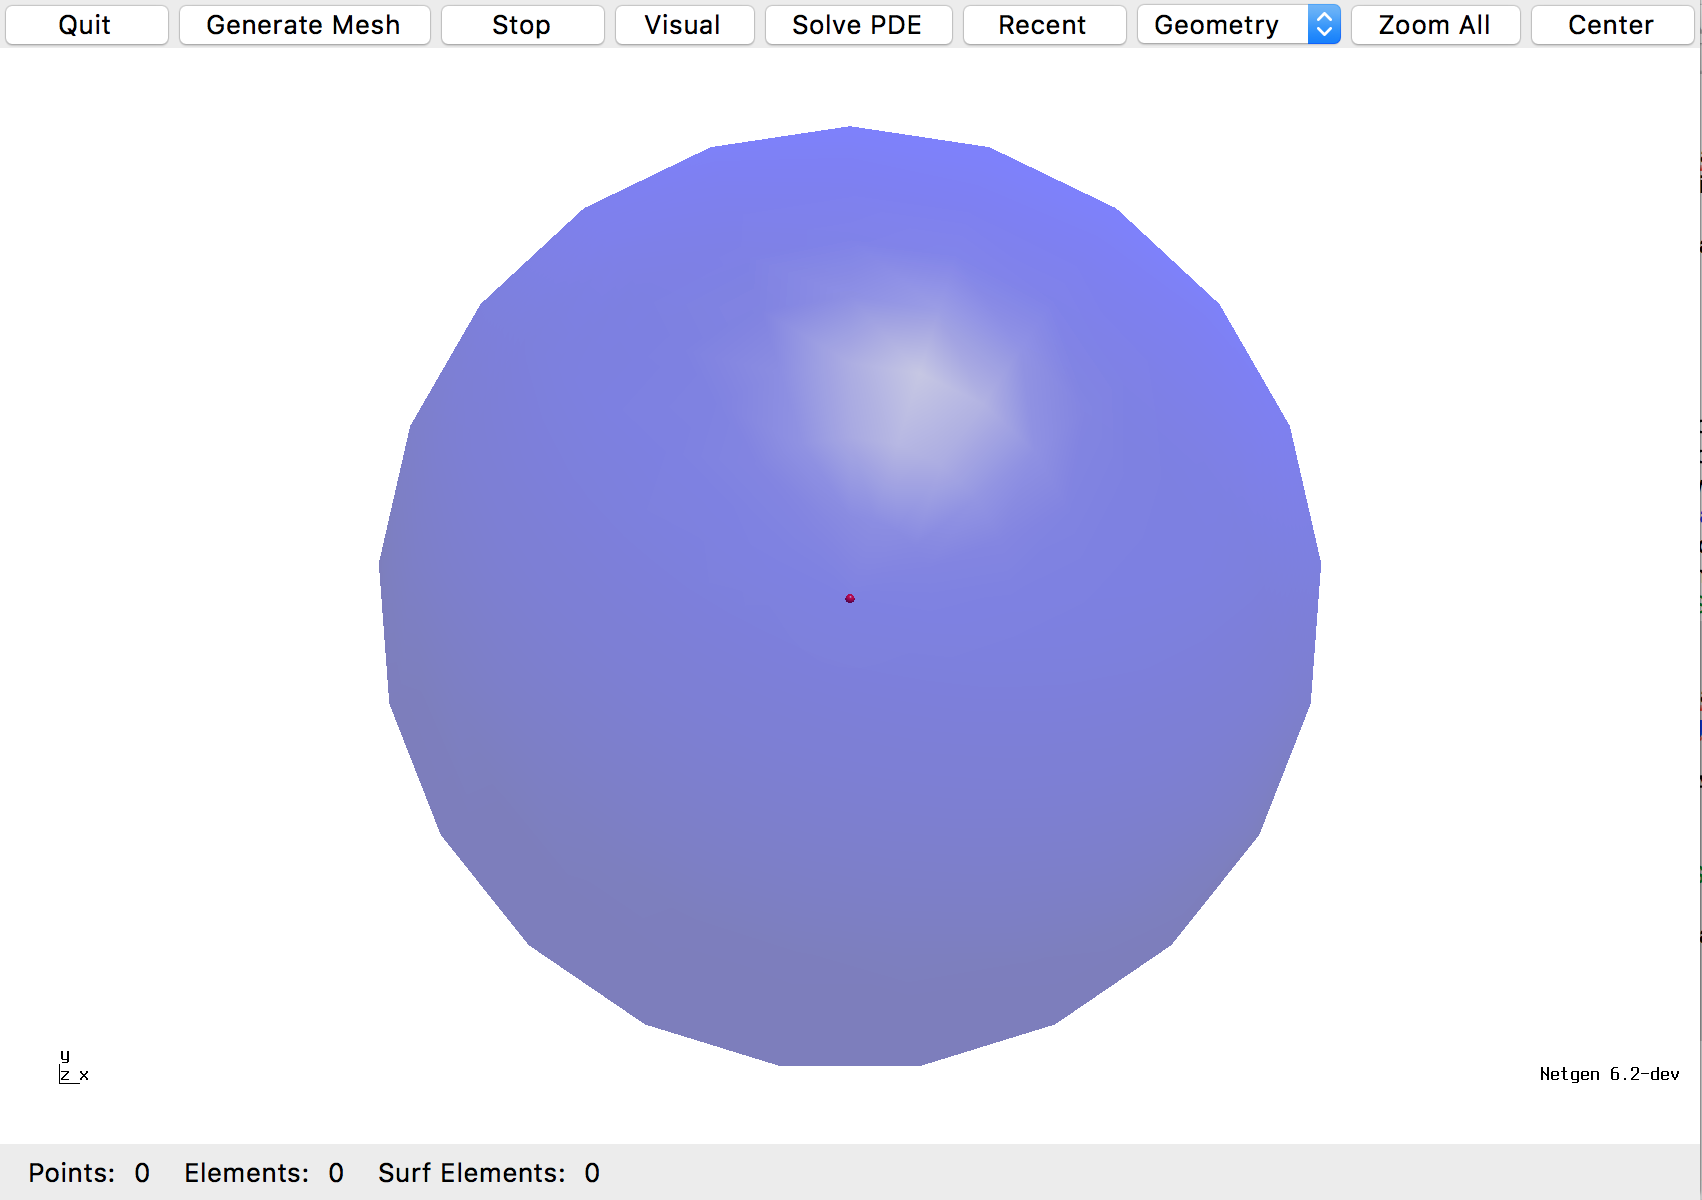 Quit Generate Mesh Stop Visual Solve PDE Recent Geometry Zoom All Center
y
z x
Netgen 6.2-dev
Points: 0 Elements: 0 Surf Elements: 0